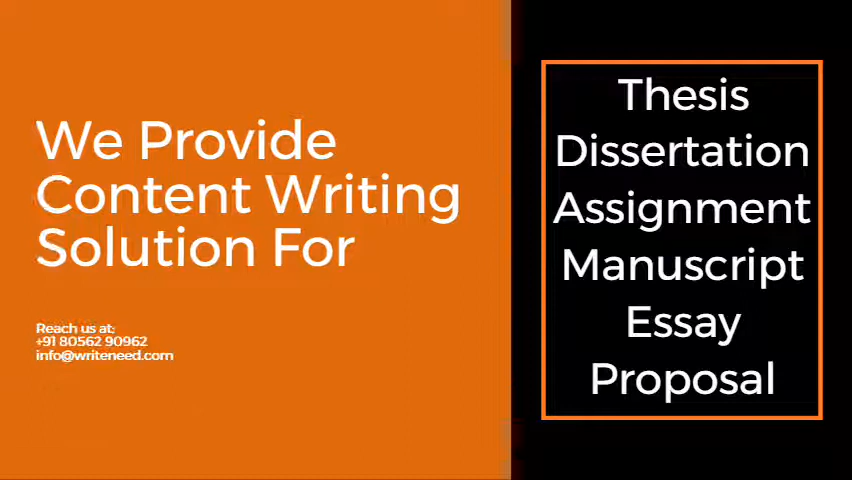 We Provide
Content Writing
Solution For
Reach us at:
+91 80562 90962
info@writeneed.com
Thesis
Dissertation
Assignment
Manuscript
Essay
Proposal